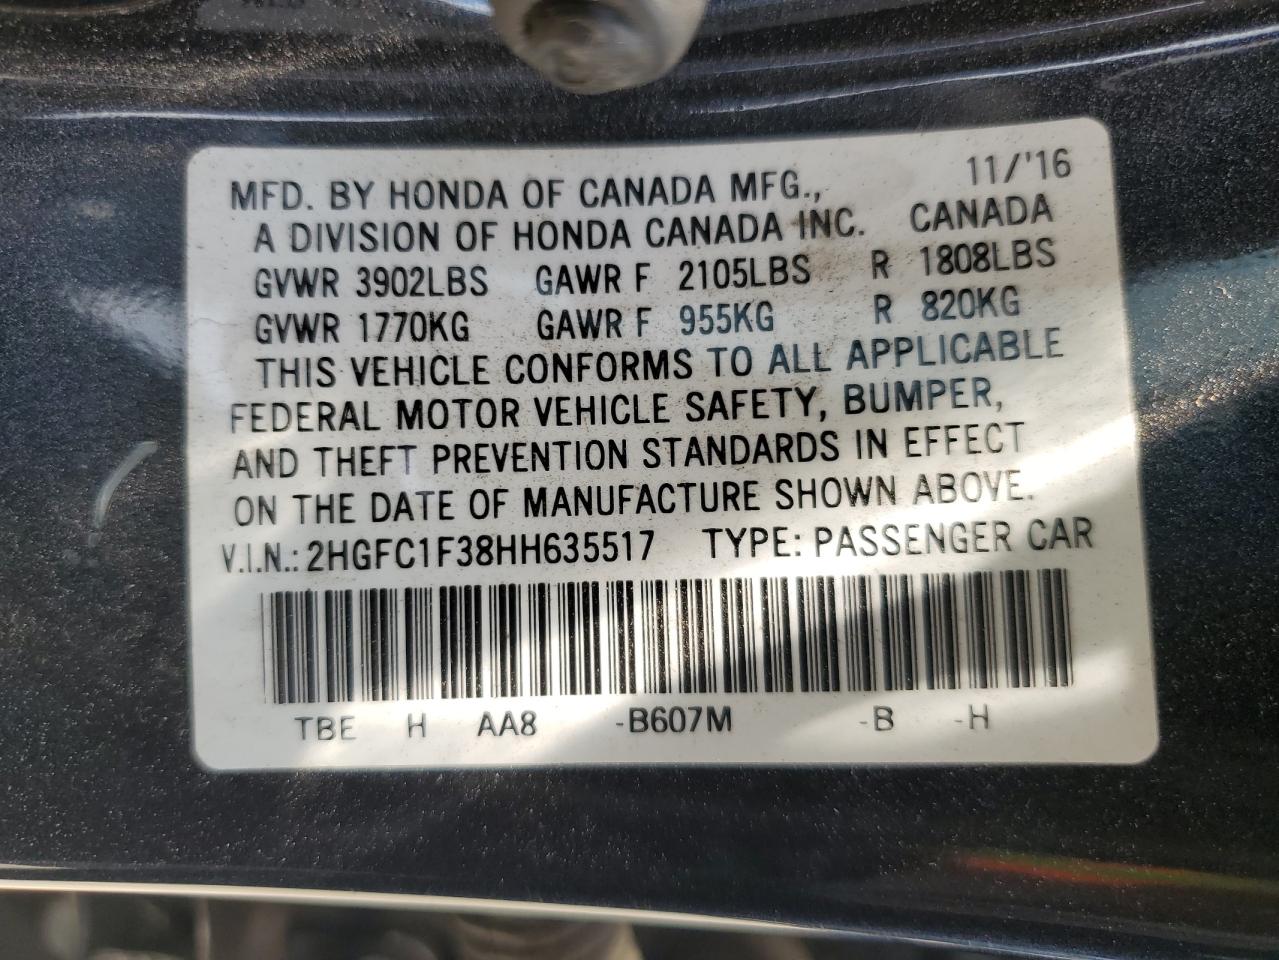 11/'16
MFD. BY HONDA OF CANADA MFG.,
A DIVISION OF HONDA CANADA INC. CANADA
GVWR 3902LBS GAWR F 2105LBS R 1808LBS
GVWR 1770KG GAWR F 955KG R 820KG
THIS VEHICLE CONFORMS TO ALL APPLICABLE
FEDERAL MOTOR VEHICLE SAFETY, BUMPER,
AND THEFT PREVENTION STANDARDS IN EFFECT
ON THE DATE OF MANUFACTURE SHOWN ABOVE.
V.I.N.: 2HGFC1F38HH635517 TYPE: PASSENGER CAR
TBE H AA8 -B607M -B -H